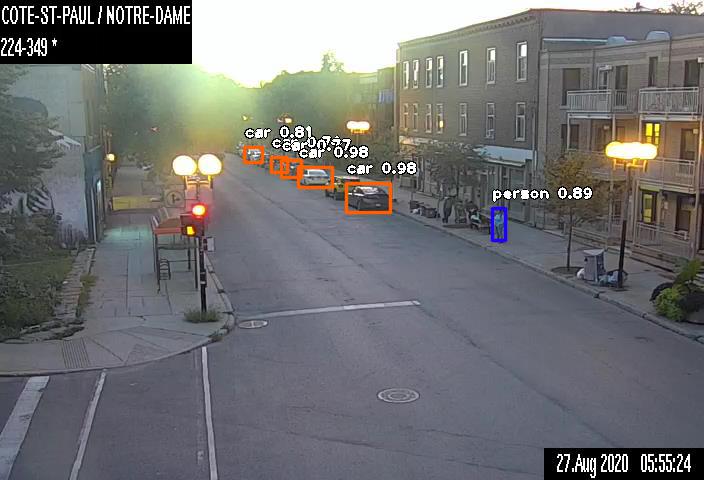 COTE-ST-PAUL / NOTRE-DAME
224-349 *
car 0.81
car 0.98
car 0.98
person 0.89
27.Aug 2020 05:55:24